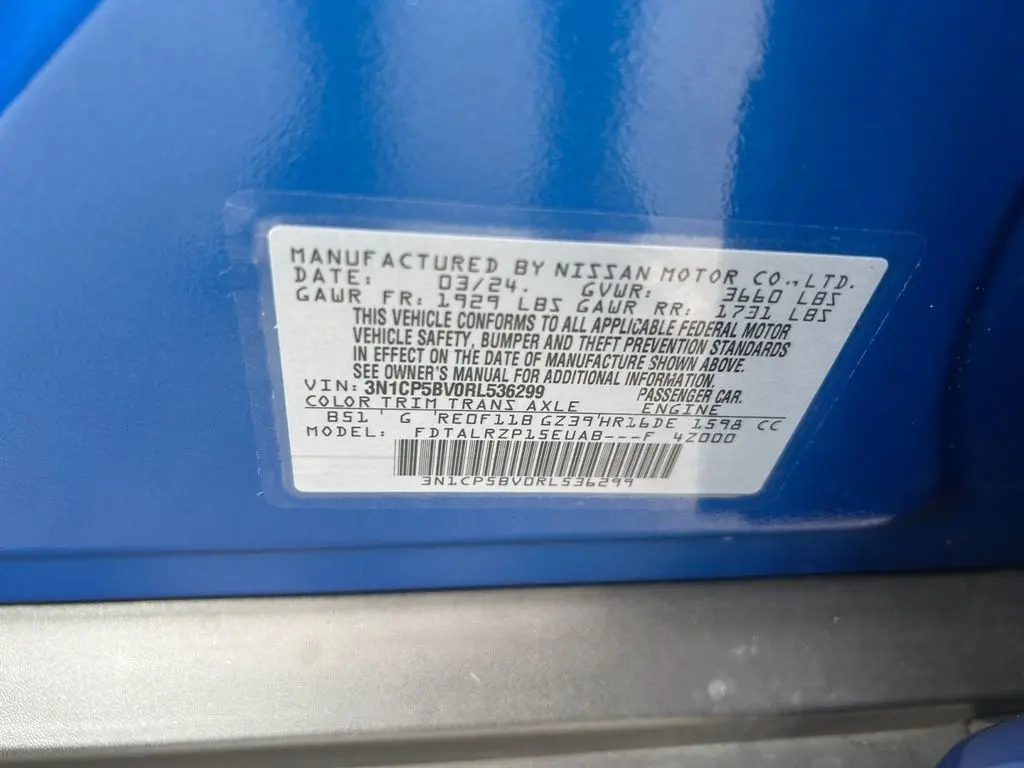 MANUFACTURED BY NISSAN MOTOR CO.,LTD.
DATE: 03/24. GVWR: 3660 LBS
GAWR FR: 1929 LBS GAWR RR: 1731 LBS
THIS VEHICLE CONFORMS TO ALL APPLICABLE FEDERAL MOTOR
VEHICLE SAFETY, BUMPER AND THEFT PREVENTION STANDARDS
IN EFFECT ON THE DATE OF MANUFACTURE SHOWN ABOVE.
SEE OWNER'S MANUAL FOR ADDITIONAL INFORMATION.
VIN: 3N1CP5BV0RL536299 PASSENGER CAR.
COLOR TRIM TRANS AXLE ENGINE
B51 ' G 'RE0F11B GZ39'HR16DE 1598 CC
MODEL: FDTALRZP15EUAB---F 4Z000
3N1CP5BV0RL536299